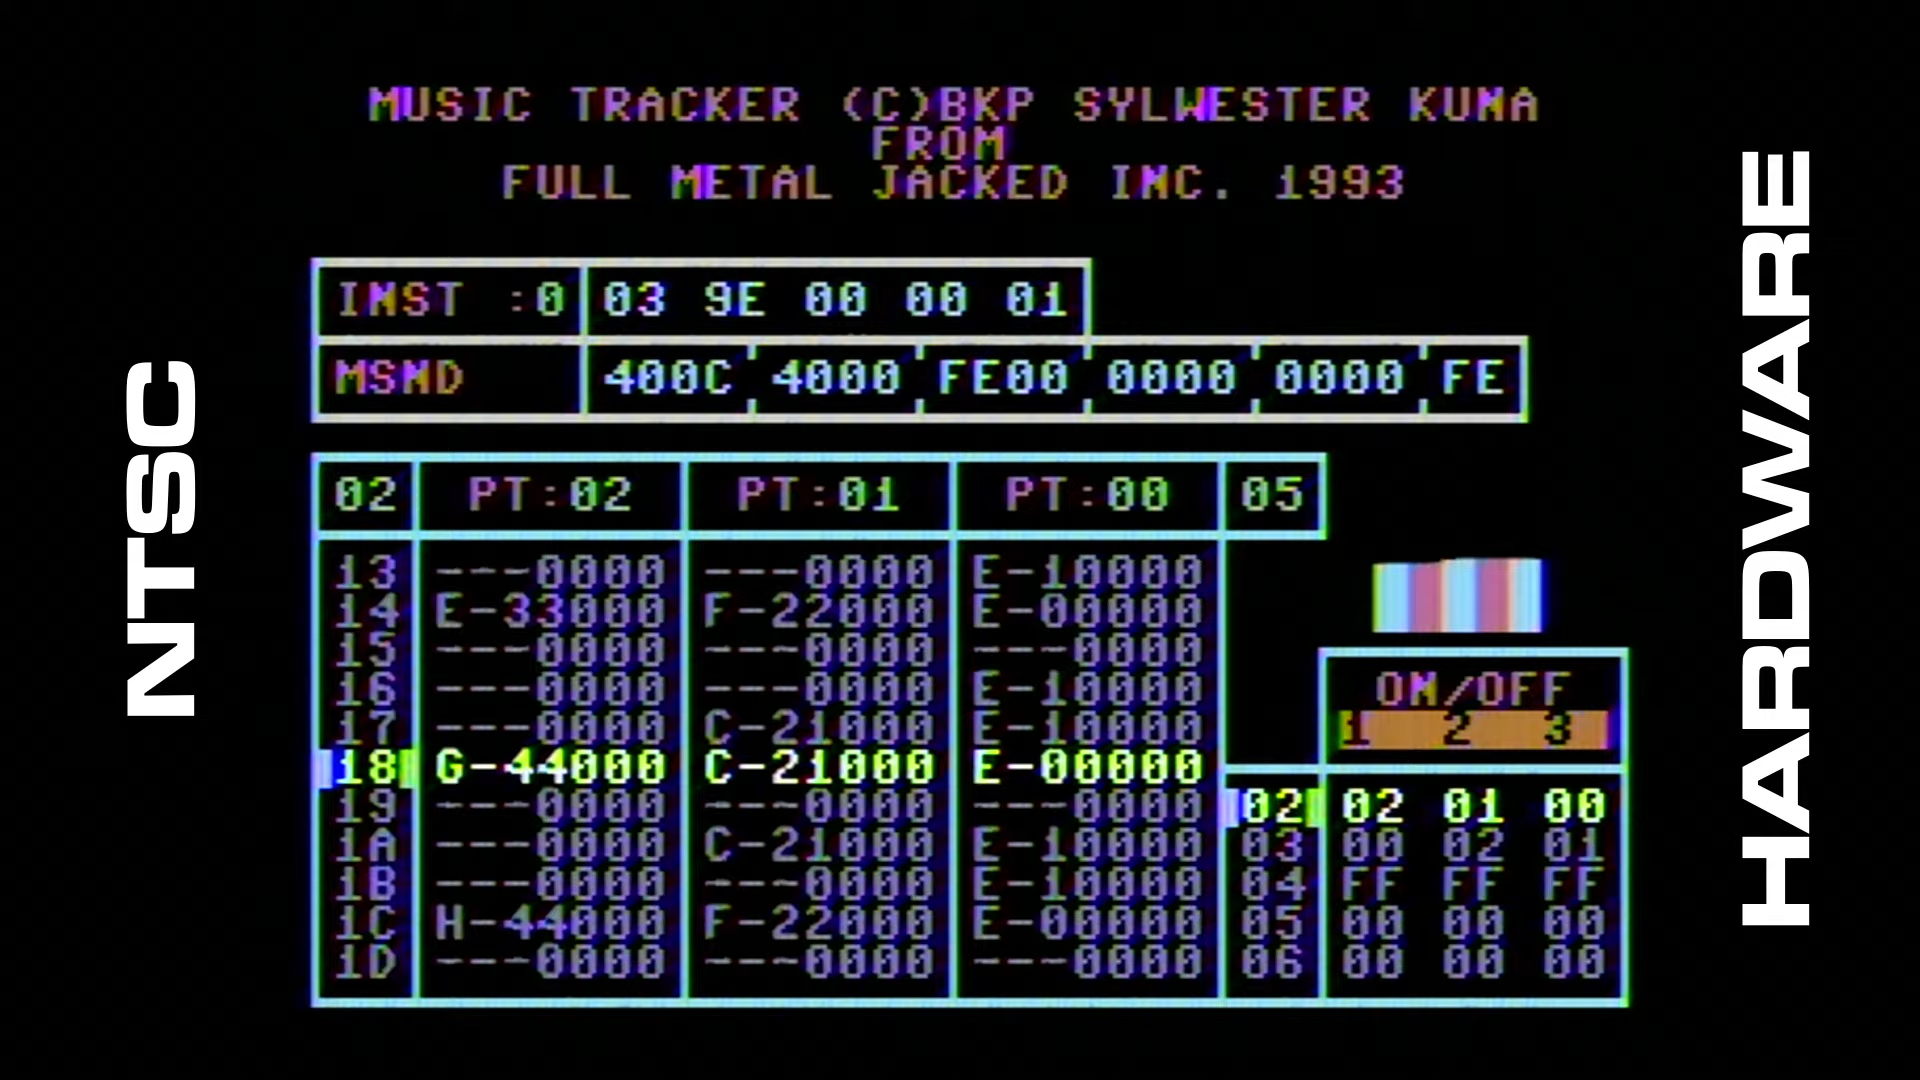 NTSC
MUSIC TRACKER (C)BKP SYLWESTER KUMA
FROM
FULL METAL JACKED INC. 1993
INST :0 03 9E 00 00 01
MSND 400C 4000 FE00 0000 0000 FE
02 PT:02 PT:01 PT:00 05
13 ---0000 ---0000 E-10000
14 E-33000 F-22000 E-00000
15 ---0000 ---0000 ---0000
16 ---0000 ---0000 E-10000
17 ---0000 C-21000 E-10000
18 G-44000 C-21000 E-00000
19 ---0000 ---0000 ---0000
1A ---0000 C-21000 E-10000
1B ---0000 ---0000 E-10000
1C H-44000 F-22000 E-00000
1D ---0000 ---0000 ---0000
ON/OFF
1 2 3
02 02 01 00
03 00 02 01
04 FF FF FF
05 00 00 00
06 00 00 00
HARDWARE